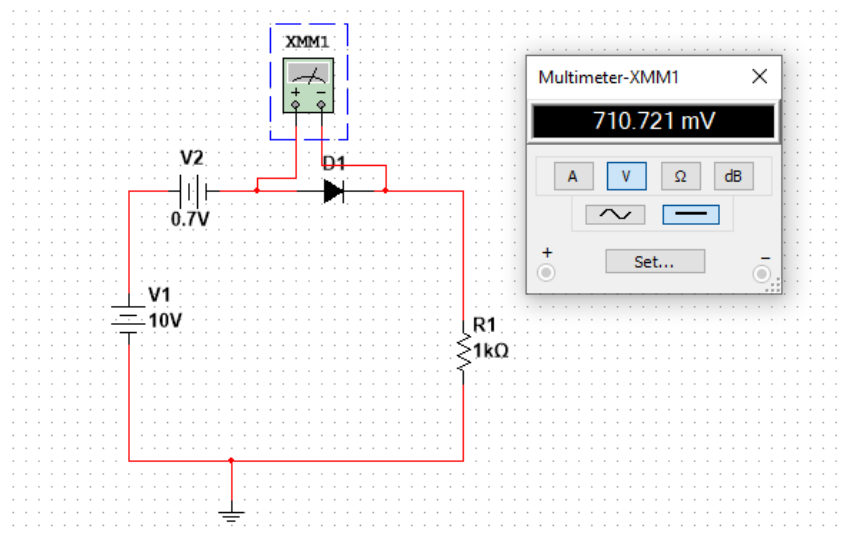 XMM1
+ −
V2
0.7V
D1
V1
10V
R1
1kΩ
Multimeter-XMM1
710.721 mV
A V Ω dB
+ Set... −